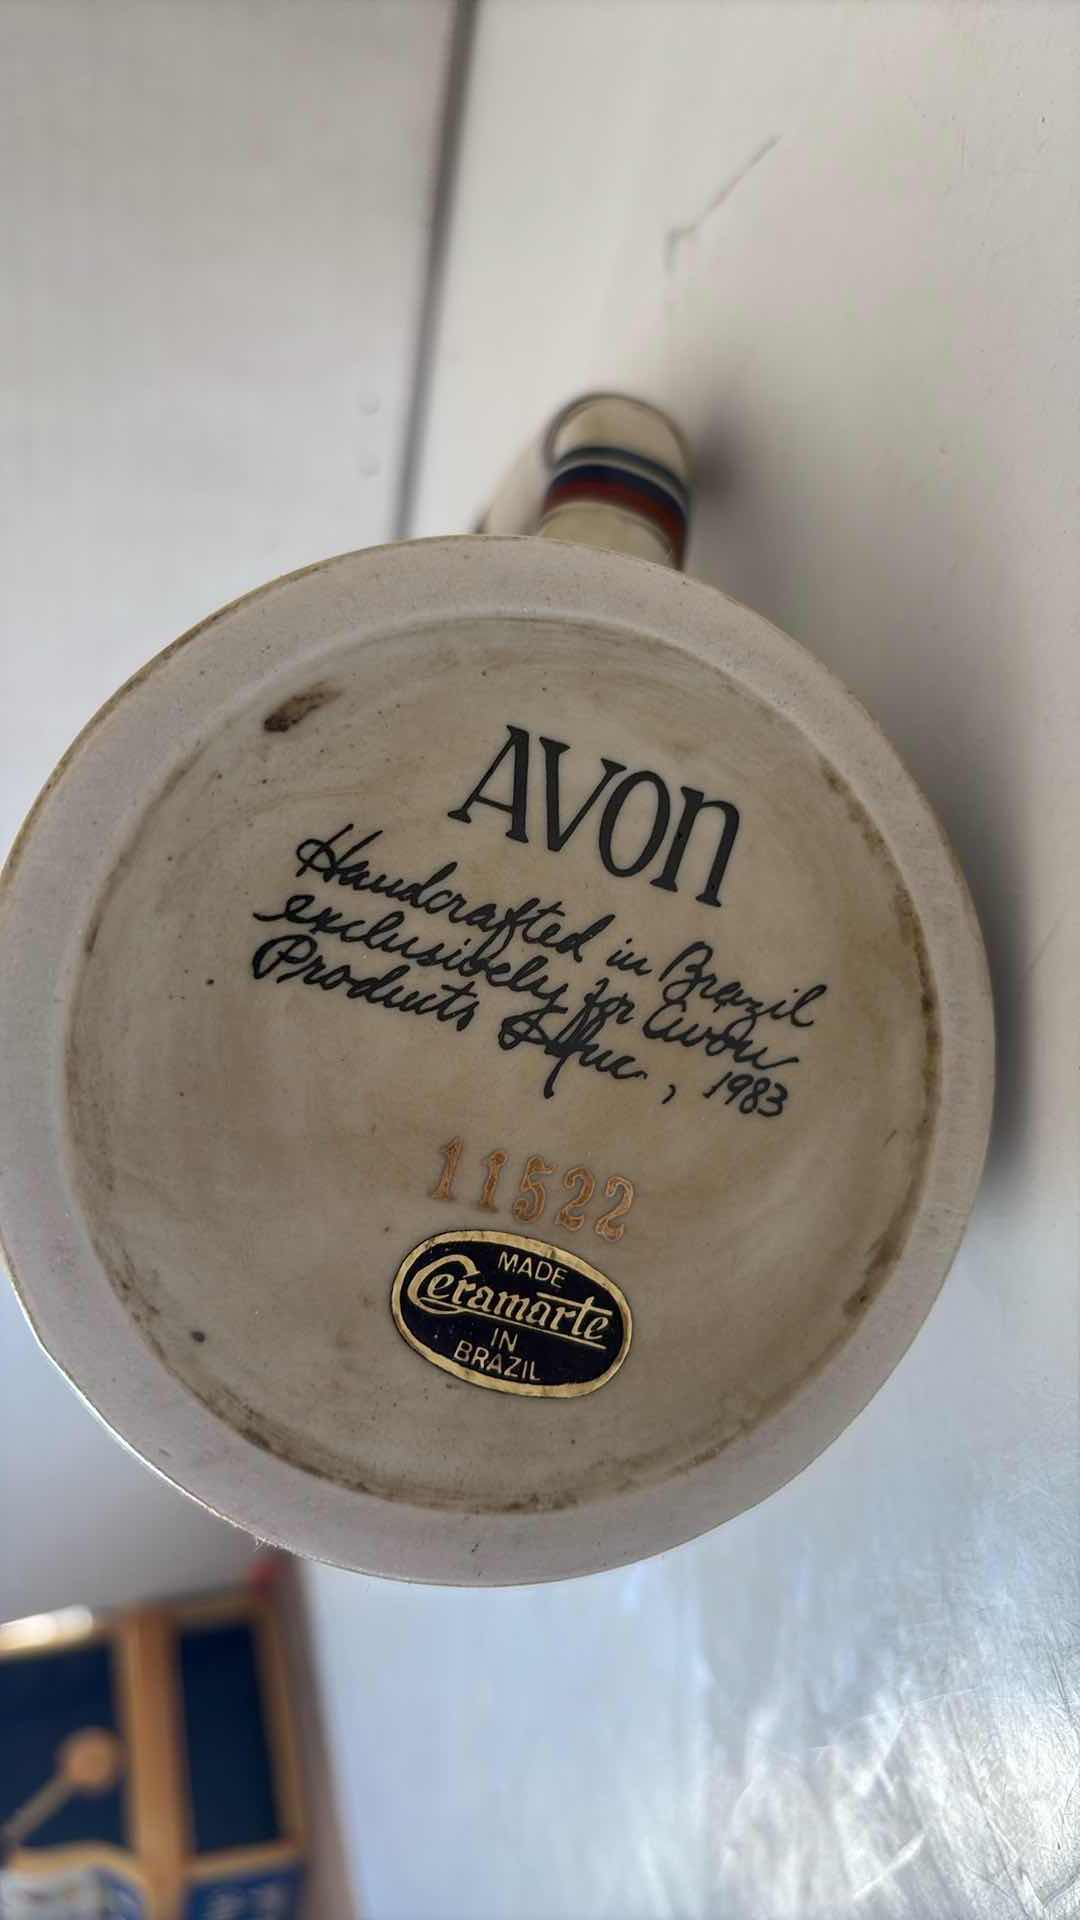 AVON
Handcrafted in Brazil
exclusively for Avon
Products Inc., 1983
11522
MADE
Ceramarte
IN
BRAZIL